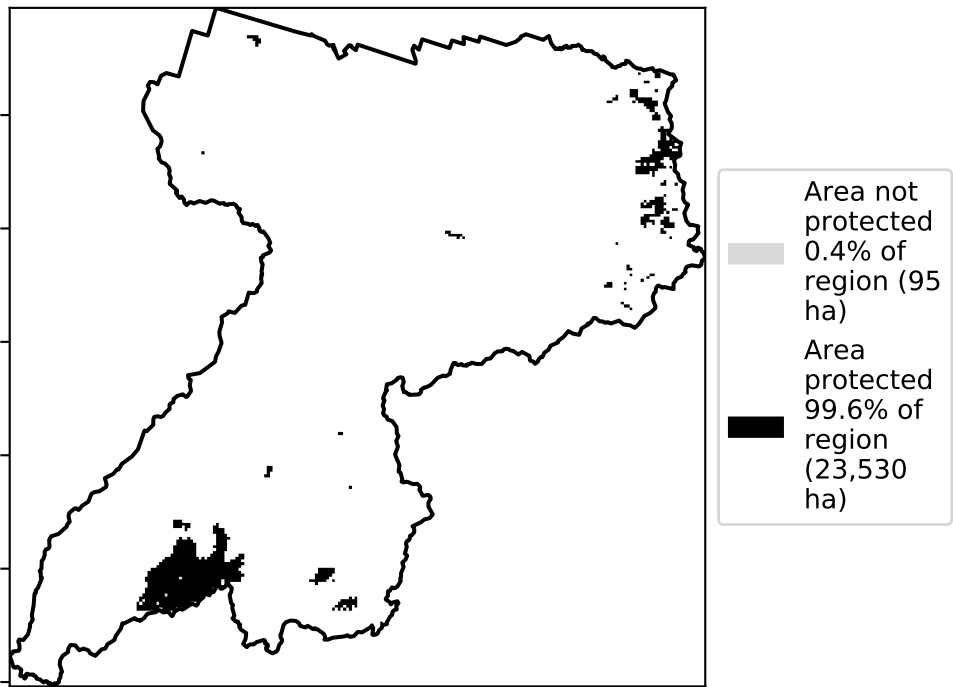 Area not
protected
0.4% of
region (95
ha)
Area
protected
99.6% of
region
(23,530
ha)